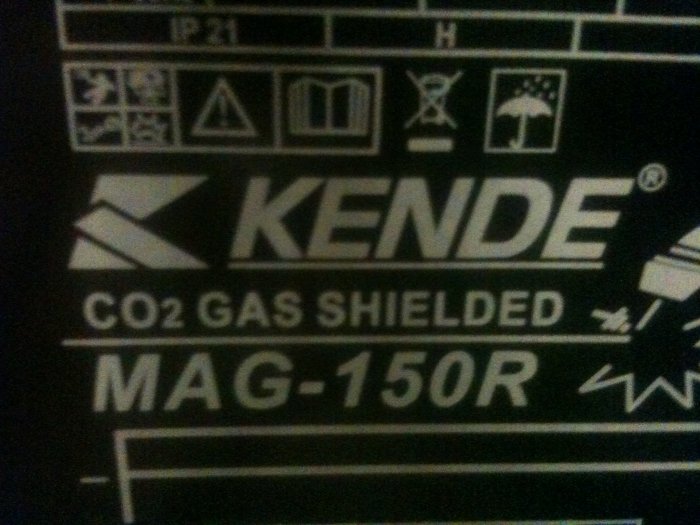 IP 21 H
KENDE®
CO2 GAS SHIELDED
MAG-150R